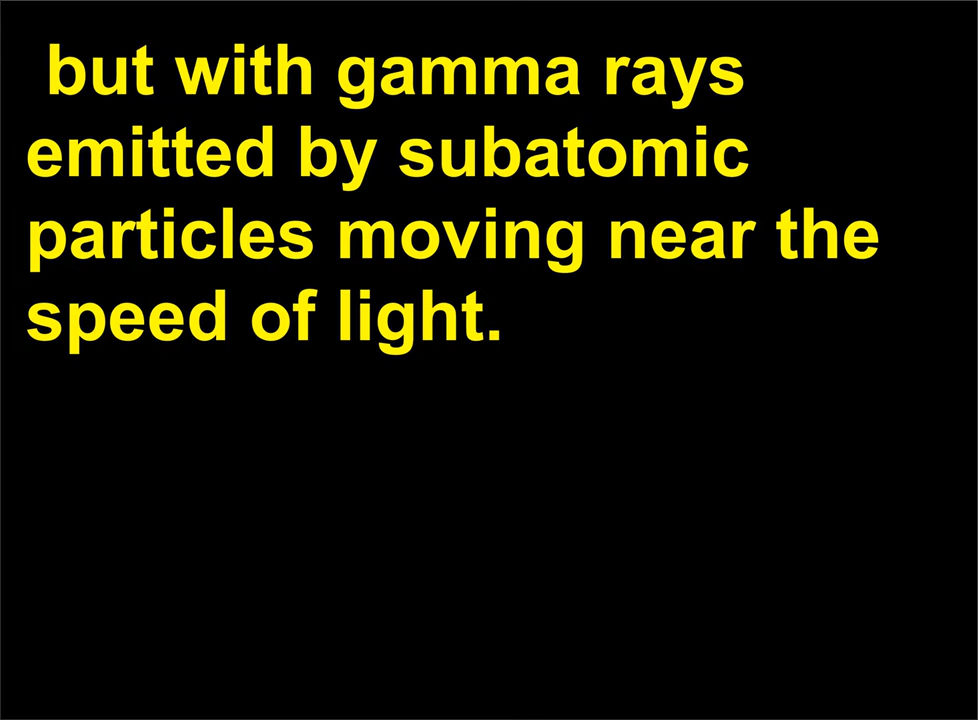 but with gamma rays
emitted by subatomic
particles moving near the
speed of light.